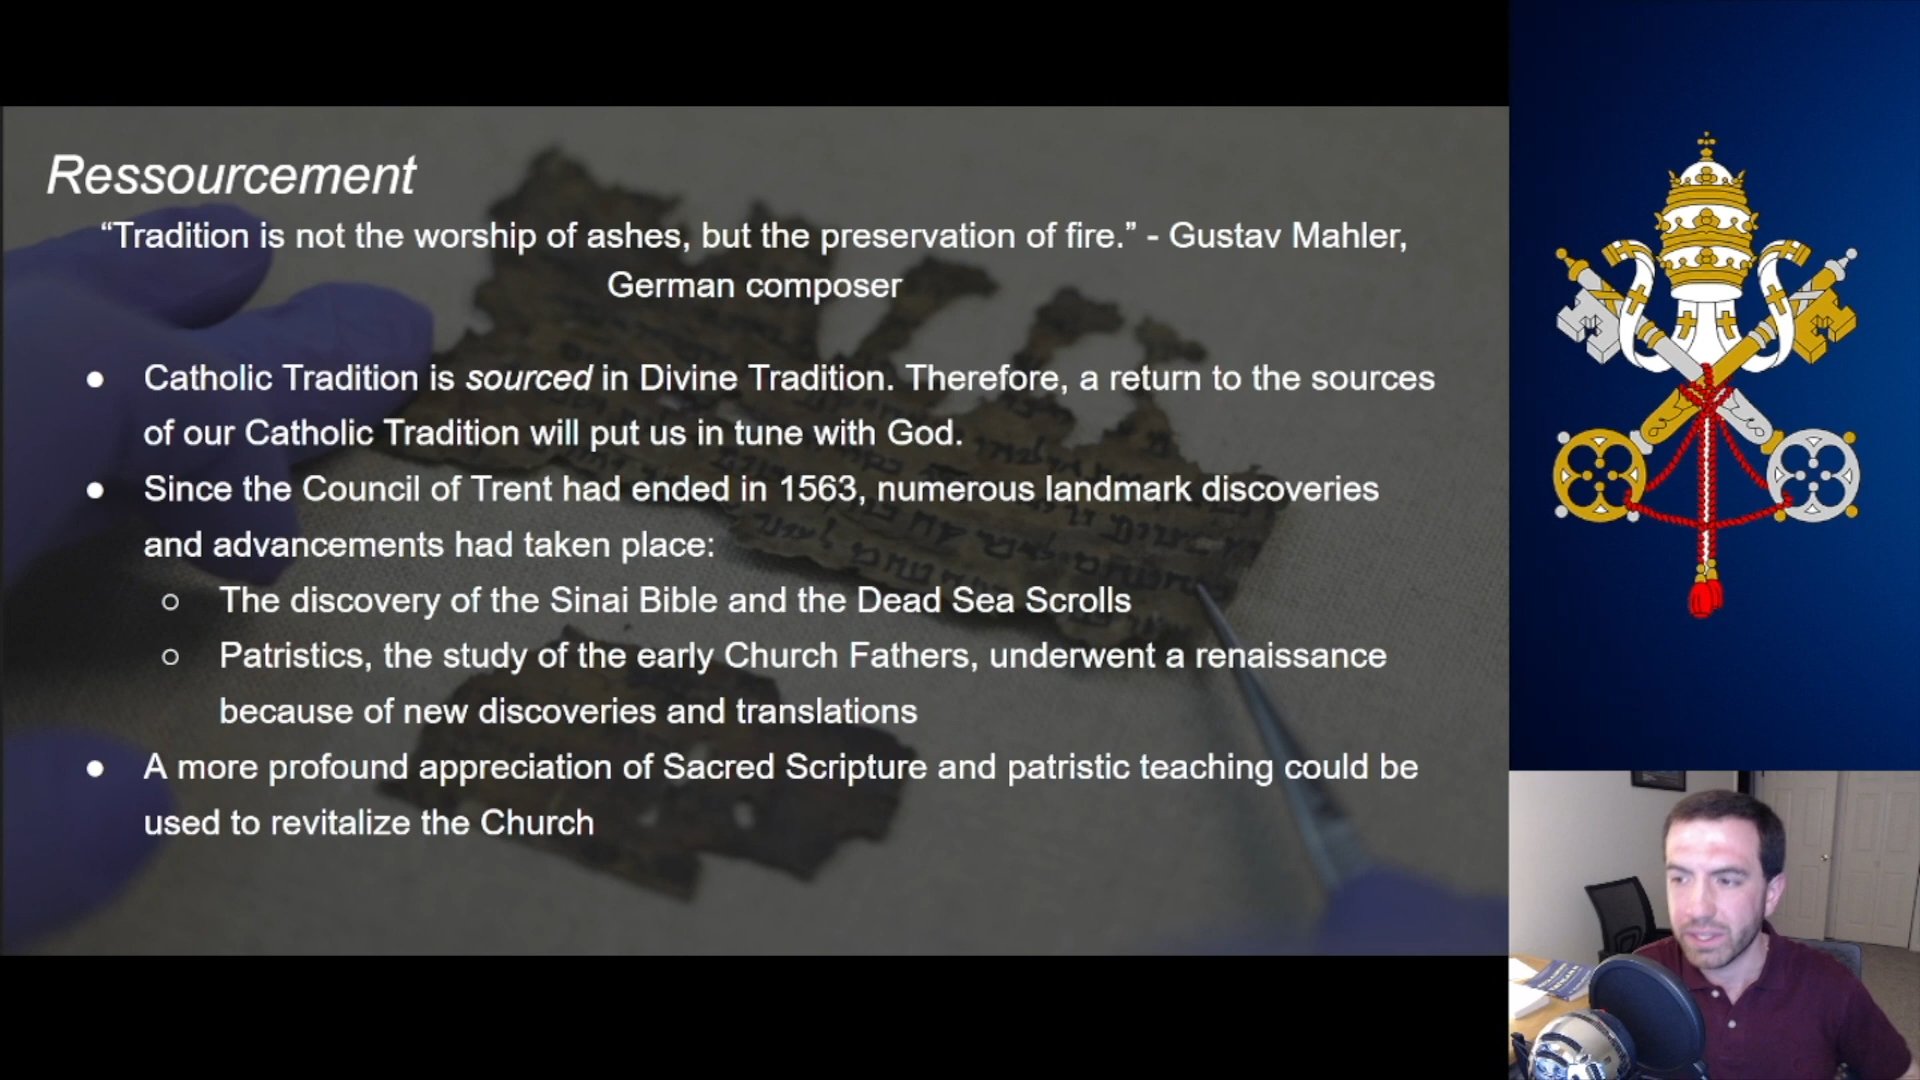 Ressourcement
“Tradition is not the worship of ashes, but the preservation of fire.” - Gustav Mahler,
German composer
● Catholic Tradition is sourced in Divine Tradition. Therefore, a return to the sources
of our Catholic Tradition will put us in tune with God.
● Since the Council of Trent had ended in 1563, numerous landmark discoveries
and advancements had taken place:
○ The discovery of the Sinai Bible and the Dead Sea Scrolls
○ Patristics, the study of the early Church Fathers, underwent a renaissance
because of new discoveries and translations
● A more profound appreciation of Sacred Scripture and patristic teaching could be
used to revitalize the Church